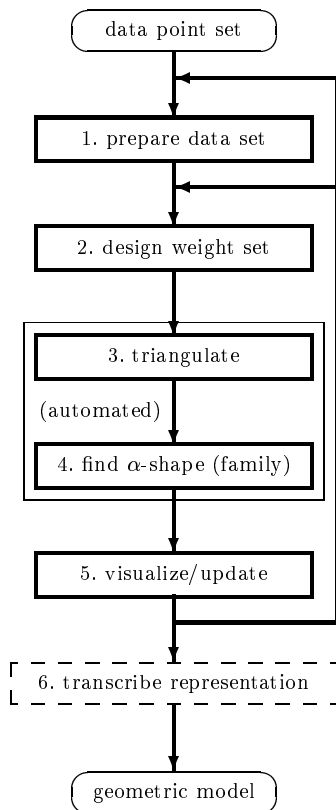 data point set
1. prepare data set
2. design weight set
3. triangulate
(automated)
4. find α-shape (family)
5. visualize/update
6. transcribe representation
geometric model